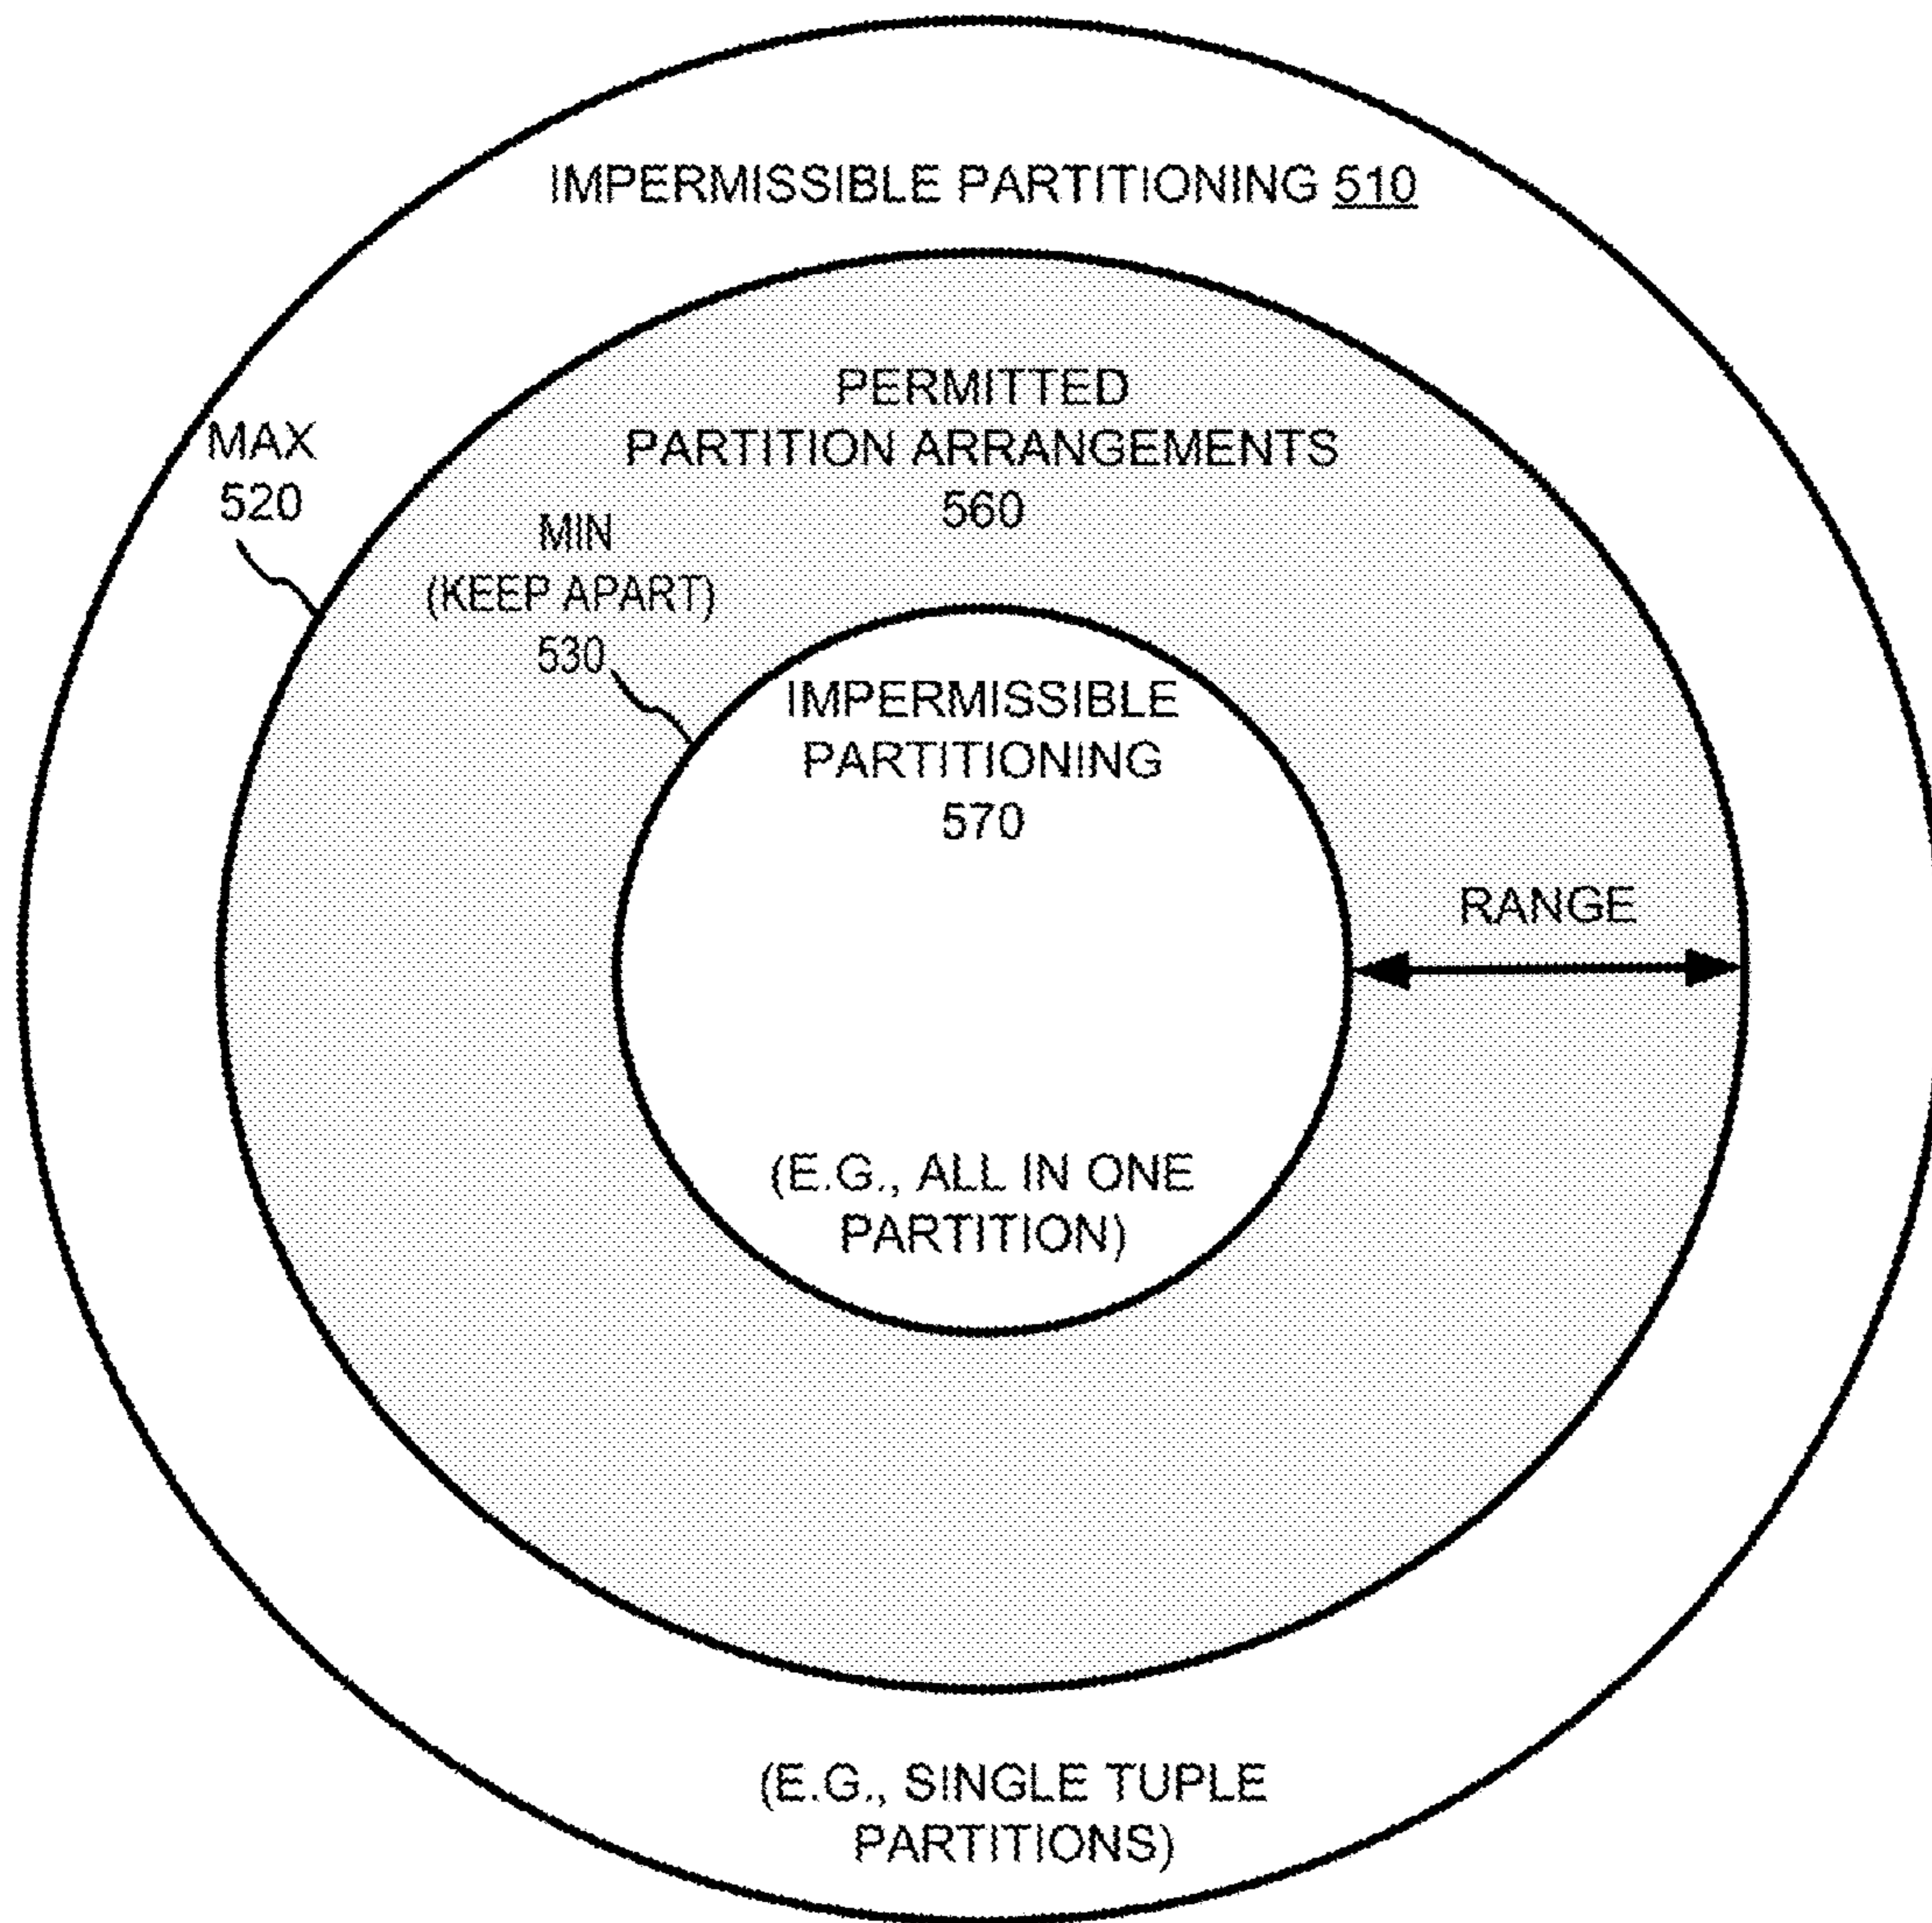 IMPERMISSIBLE PARTITIONING 510
PERMITTED
PARTITION ARRANGEMENTS
560
MAX
520
MIN
(KEEP APART)
530
IMPERMISSIBLE
PARTITIONING
570
RANGE
(E.G., ALL IN ONE
PARTITION)
(E.G., SINGLE TUPLE
PARTITIONS)